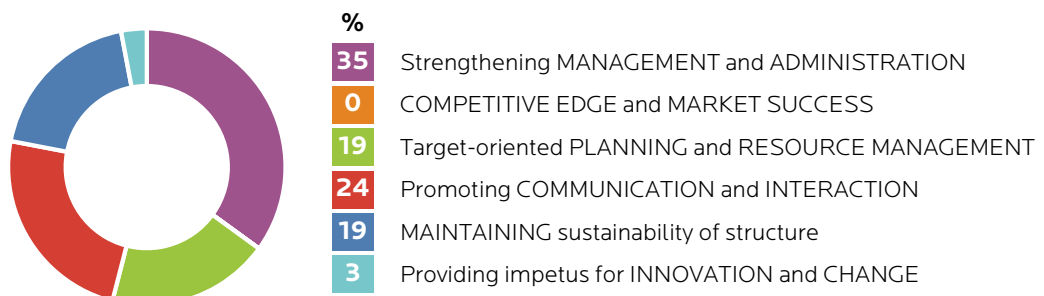 %
35 Strengthening MANAGEMENT and ADMINISTRATION
0 COMPETITIVE EDGE and MARKET SUCCESS
19 Target-oriented PLANNING and RESOURCE MANAGEMENT
24 Promoting COMMUNICATION and INTERACTION
19 MAINTAINING sustainability of structure
3 Providing impetus for INNOVATION and CHANGE